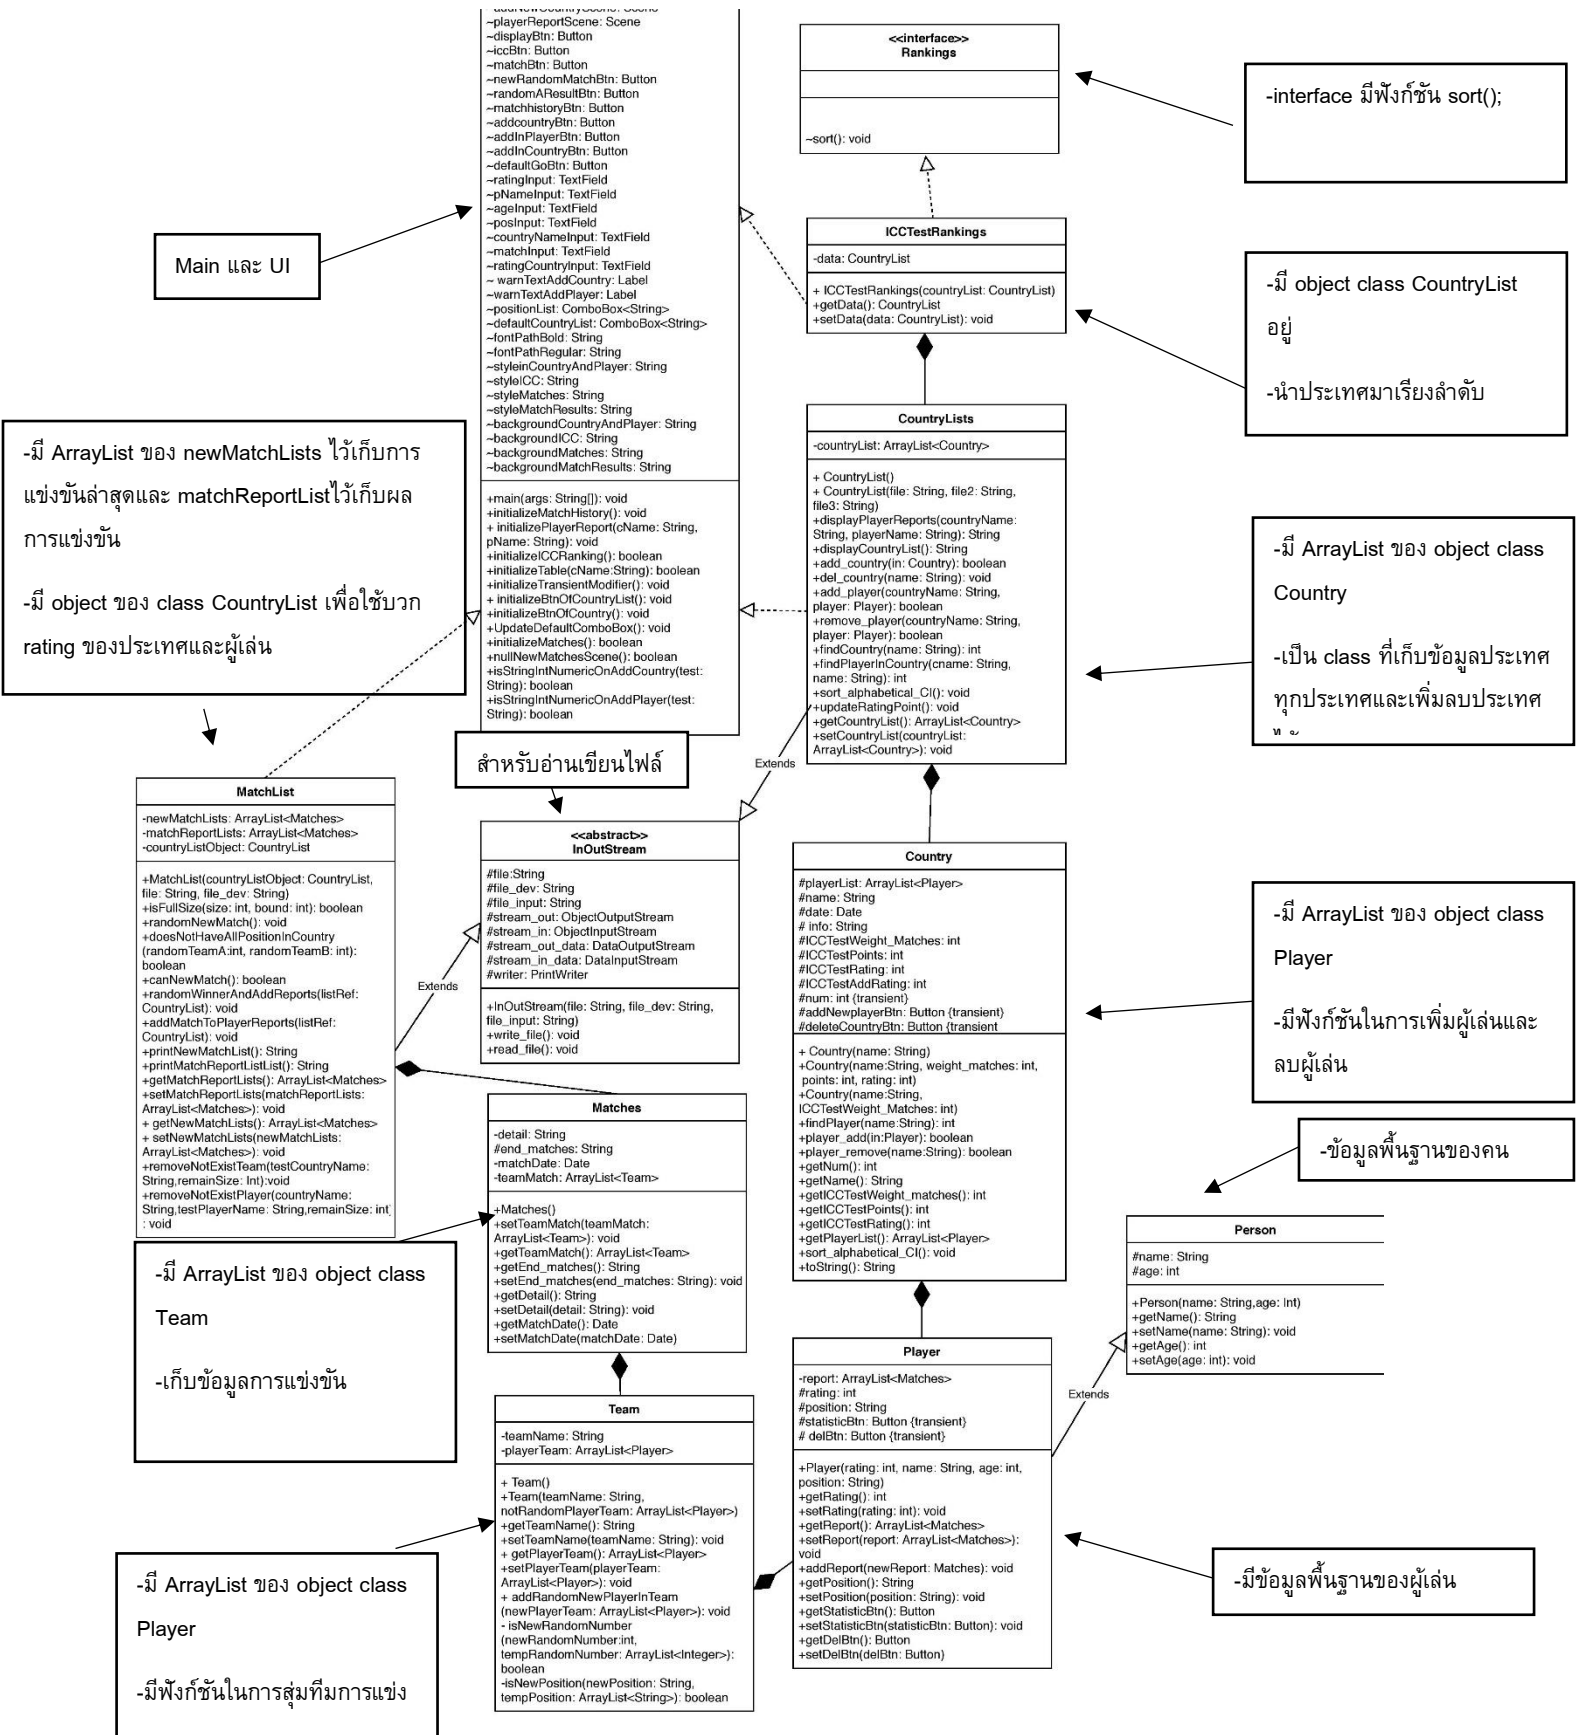 ~playerReportScene: Scene
~displayBtn: Button
~iccBtn: Button
~matchBtn: Button
~newRandomMatchBtn: Button
~randomAResultBtn: Button
~matchhistoryBtn: Button
~addcountryBtn: Button
~addInPlayerBtn: Button
~addInCountryBtn: Button
~defaultGoBtn: Button
~ratingInput: TextField
~pNameInput: TextField
~ageInput: TextField
~posInput: TextField
~countryNameInput: TextField
~matchInput: TextField
~ratingCountryInput: TextField
~ warnTextAddCountry: Label
~warnTextAddPlayer: Label
~positionList: ComboBox<String>
~defaultCountryList: ComboBox<String>
~fontPathBold: String
~fontPathRegular: String
~styleinCountryAndPlayer: String
~styleICC: String
~styleMatches: String
~styleMatchResults: String
~backgroundCountryAndPlayer: String
~backgroundICC: String
~backgroundMatches: String
~backgroundMatchResults: String
+main(args: String[]): void
+initializeMatchHistory(): void
+ initializePlayerReport(cName: String,
pName: String): void
+initializeICCRanking(): boolean
+initializeTable(cName:String): boolean
+initializeTransientModifier(): void
+ initializeBtnOfCountryList(): void
+initializeBtnOfCountry(): void
+UpdateDefaultComboBox(): void
+initializeMatches(): boolean
+nullNewMatchesScene(): boolean
+isStringIntNumericOnAddCountry(test:
String): boolean
+isStringIntNumericOnAddPlayer(test:
String): boolean
<<interface>>
Rankings
~sort(): void
-interface มีฟังก์ชัน sort();
Main และ UI
ICCTestRankings
-data: CountryList
+ ICCTestRankings(countryList: CountryList)
+getData(): CountryList
+setData(data: CountryList): void
-มี object class CountryList
อยู่
-นำประเทศมาเรียงลำดับ
-มี ArrayList ของ newMatchLists ไว้เก็บการ
แข่งขันล่าสุดและ matchReportListไว้เก็บผล
การแข่งขัน
-มี object ของ class CountryList เพื่อใช้บวก
rating ของประเทศและผู้เล่น
CountryLists
-countryList: ArrayList<Country>
+ CountryList()
+ CountryList(file: String, file2: String,
file3: String)
+displayPlayerReports(countryName:
String, playerName: String): String
+displayCountryList(): String
+add_country(in: Country): boolean
+del_country(name: String): void
+add_player(countryName: String,
player: Player): boolean
+remove_player(countryName: String,
player: Player): boolean
+findCountry(name: String): int
+findPlayerInCountry(cname: String,
name: String): int
+sort_alphabetical_CI(): void
+updateRatingPoint(): void
+getCountryList(): ArrayList<Country>
+setCountryList(countryList:
ArrayList<Country>): void
-มี ArrayList ของ object class
Country
-เป็น class ที่เก็บข้อมูลประเทศ
ทุกประเทศและเพิ่มลบประเทศ
สำหรับอ่านเขียนไฟล์
Extends
MatchList
-newMatchLists: ArrayList<Matches>
-matchReportLists: ArrayList<Matches>
-countryListObject: CountryList
+MatchList(countryListObject: CountryList,
file: String, file_dev: String)
+isFullSize(size: int, bound: int): boolean
+randomNewMatch(): void
+doesNotHaveAllPositionInCountry
(randomTeamA:int, randomTeamB: int):
boolean
+canNewMatch(): boolean
+randomWinnerAndAddReports(listRef:
CountryList): void
+addMatchToPlayerReports(listRef:
CountryList): void
+printNewMatchList(): String
+printMatchReportListList(): String
+getMatchReportLists(): ArrayList<Matches>
+setMatchReportLists(matchReportLists:
ArrayList<Matches>): void
+ getNewMatchLists(): ArrayList<Matches>
+ setNewMatchLists(newMatchLists:
ArrayList<Matches>): void
+removeNotExistTeam(testCountryName:
String,remainSize: Int):void
+removeNotExistPlayer(countryName:
String,testPlayerName: String,remainSize: int)
: void
<<abstract>>
InOutStream
#file:String
#file_dev: String
#file_input: String
#stream_out: ObjectOutputStream
#stream_in: ObjectInputStream
#stream_out_data: DataOutputStream
#stream_in_data: DataInputStream
#writer: PrintWriter
+InOutStream(file: String, file_dev: String,
file_input: String)
+write_file(): void
+read_file(): void
Extends
Country
#playerList: ArrayList<Player>
#name: String
#date: Date
# info: String
#ICCTestWeight_Matches: int
#ICCTestPoints: int
#ICCTestRating: int
#ICCTestAddRating: int
#num: int {transient}
#addNewplayerBtn: Button {transient}
#deleteCountryBtn: Button {transient
+ Country(name: String)
+Country(name:String, weight_matches: int,
points: int, rating: int)
+Country(name:String,
ICCTestWeight_Matches: int)
+findPlayer(name:String): int
+player_add(in:Player): boolean
+player_remove(name:String): boolean
+getNum(): int
+getName(): String
+getICCTestWeight_matches(): int
+getICCTestPoints(): int
+getICCTestRating(): int
+getPlayerList(): ArrayList<Player>
+sort_alphabetical_CI(): void
+toString(): String
-มี ArrayList ของ object class
Player
-มีฟังก์ชันในการเพิ่มผู้เล่นและ
ลบผู้เล่น
-ข้อมูลพื้นฐานของคน
Matches
-detail: String
#end_matches: String
-matchDate: Date
-teamMatch: ArrayList<Team>
+Matches()
+setTeamMatch(teamMatch:
ArrayList<Team>): void
+getTeamMatch(): ArrayList<Team>
+getEnd_matches(): String
+setEnd_matches(end_matches: String): void
+getDetail(): String
+setDetail(detail: String): void
+getMatchDate(): Date
+setMatchDate(matchDate: Date)
-มี ArrayList ของ object class
Team
-เก็บข้อมูลการแข่งขัน
Person
#name: String
#age: int
+Person(name: String,age: Int)
+getName(): String
+setName(name: String): void
+getAge(): int
+setAge(age: int): void
Extends
Player
-report: ArrayList<Matches>
#rating: int
#position: String
#statisticBtn: Button {transient}
# delBtn: Button {transient}
+Player(rating: int, name: String, age: int,
position: String)
+getRating(): int
+setRating(rating: int): void
+getReport(): ArrayList<Matches>
+setReport(report: ArrayList<Matches>):
void
+addReport(newReport: Matches): void
+getPosition(): String
+setPosition(position: String): void
+getStatisticBtn(): Button
+setStatisticBtn(statisticBtn: Button): void
+getDelBtn(): Button
+setDelBtn(delBtn: Button)
-มีข้อมูลพื้นฐานของผู้เล่น
Team
-teamName: String
-playerTeam: ArrayList<Player>
+ Team()
+Team(teamName: String,
notRandomPlayerTeam: ArrayList<Player>)
+getTeamName(): String
+setTeamName(teamName: String): void
+ getPlayerTeam(): ArrayList<Player>
+setPlayerTeam(playerTeam:
ArrayList<Player>): void
+ addRandomNewPlayerInTeam
(newPlayerTeam: ArrayList<Player>): void
- isNewRandomNumber
(newRandomNumber:int,
tempRandomNumber: ArrayList<Integer>):
boolean
-isNewPosition(newPosition: String,
tempPosition: ArrayList<String>): boolean
-มี ArrayList ของ object class
Player
-มีฟังก์ชันในการสุ่มทีมการแข่ง